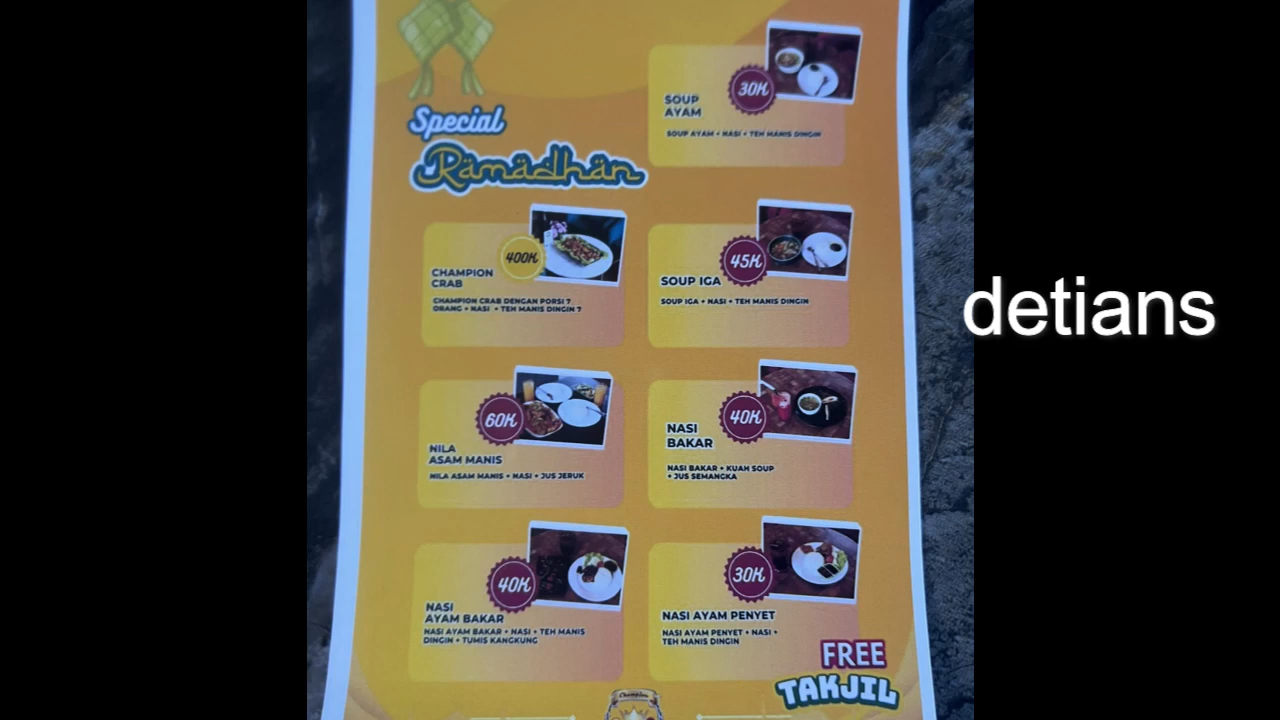 Special
Ramadhan
30K
SOUP
AYAM
SOUP AYAM + NASI + TEH MANIS DINGIN
400K
CHAMPION
CRAB
CHAMPION CRAB DENGAN PORSI 7
ORANG + NASI + TEH MANIS DINGIN 7
45K
SOUP IGA
SOUP IGA + NASI + TEH MANIS DINGIN
60K
NILA
ASAM MANIS
NILA ASAM MANIS + NASI + JUS JERUK
40K
NASI
BAKAR
NASI BAKAR + KUAH SOUP
+ JUS SEMANGKA
40K
NASI
AYAM BAKAR
NASI AYAM BAKAR + NASI + TEH MANIS
DINGIN + TUMIS KANGKUNG
30K
NASI AYAM PENYET
NASI AYAM PENYET + NASI +
TEH MANIS DINGIN
FREE
TAKJIL
Champion
detians